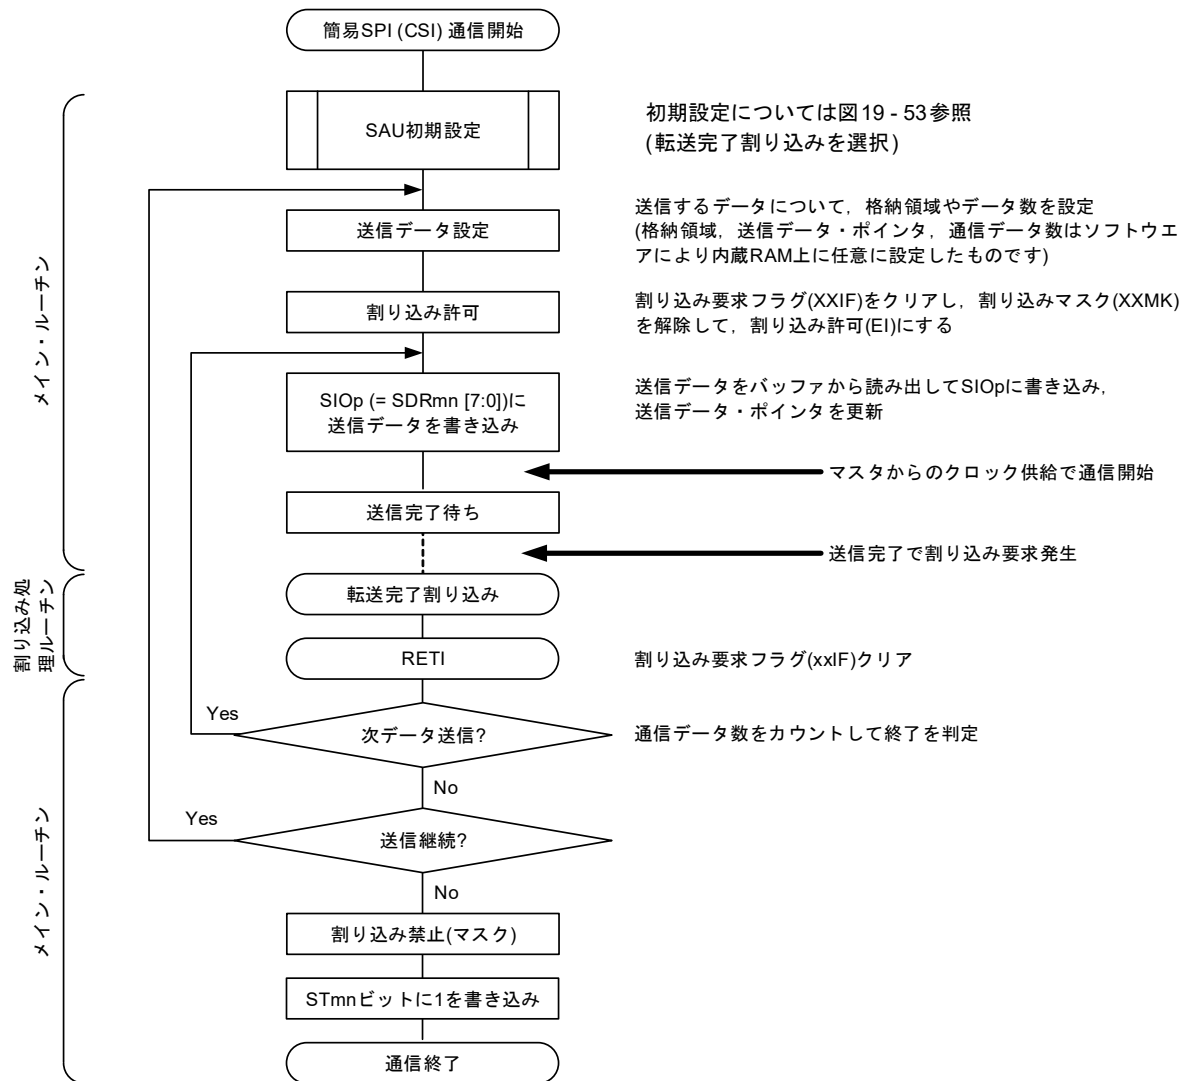 簡易SPI (CSI) 通信開始
SAU初期設定
初期設定については図19 - 53参照
(転送完了割り込みを選択)
送信データ設定
送信するデータについて，格納領域やデータ数を設定
(格納領域，送信データ・ポインタ，通信データ数はソフトウエ
アにより内蔵RAM上に任意に設定したものです)
割り込み許可
割り込み要求フラグ(XXIF)をクリアし，割り込みマスク(XXMK)
を解除して，割り込み許可(EI)にする
メイン・ルーチン
SIOp (= SDRmn [7:0])に
送信データを書き込み
送信データをバッファから読み出してSIOpに書き込み，
送信データ・ポインタを更新
マスタからのクロック供給で通信開始
送信完了待ち
送信完了で割り込み要求発生
割り込み処
理ルーチン
転送完了割り込み
RETI
割り込み要求フラグ(xxIF)クリア
Yes
次データ送信?
通信データ数をカウントして終了を判定
No
Yes
送信継続?
No
メイン・ルーチン
割り込み禁止(マスク)
STmnビットに1を書き込み
通信終了